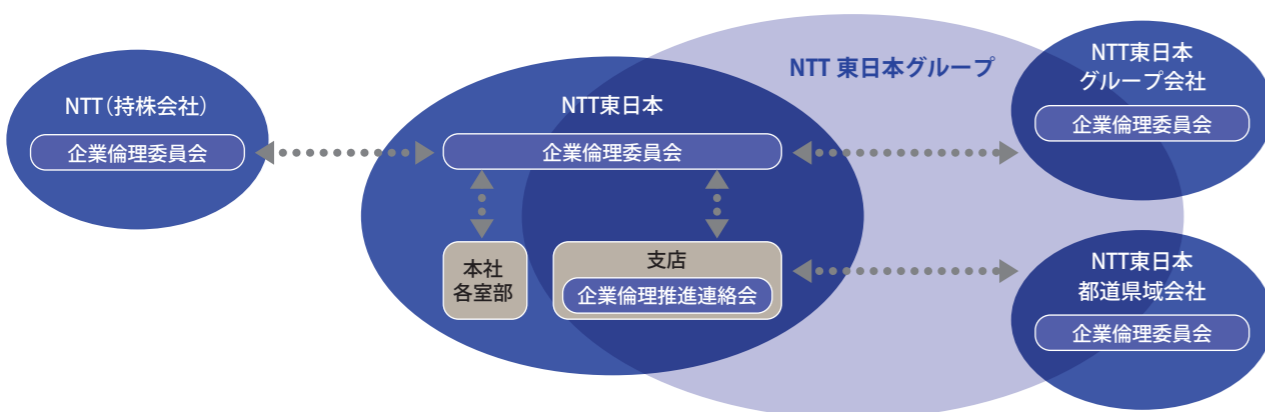 NTT(持株会社)
企業倫理委員会
NTT東日本
企業倫理委員会
本社
各室部
支店
企業倫理推進連絡会
NTT 東日本グループ
NTT東日本
グループ会社
企業倫理委員会
NTT東日本
都道県域会社
企業倫理委員会